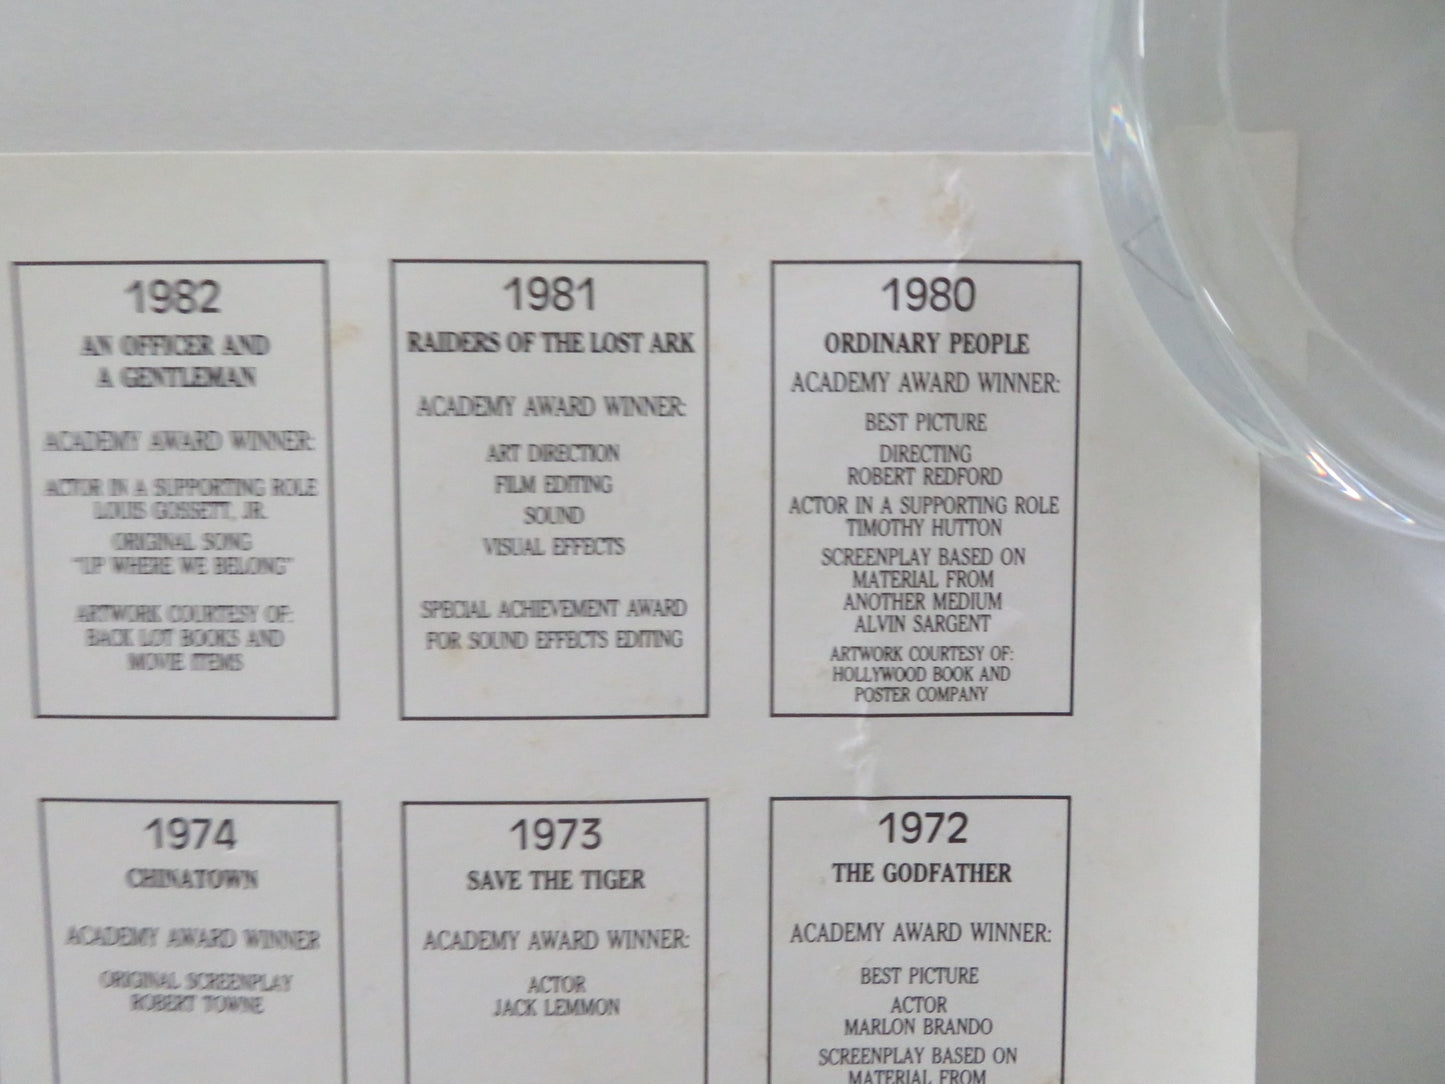 1982
AN OFFICER AND
A GENTLEMAN
ACADEMY AWARD WINNER:
ACTOR IN A SUPPORTING ROLE
LOUIS GOSSETT, JR.
ORIGINAL SONG
"UP WHERE WE BELONG"
ARTWORK COURTESY OF:
BACK LOT BOOKS AND
MOVIE ITEMS
1981
RAIDERS OF THE LOST ARK
ACADEMY AWARD WINNER:
ART DIRECTION
FILM EDITING
SOUND
VISUAL EFFECTS
SPECIAL ACHIEVEMENT AWARD
FOR SOUND EFFECTS EDITING
1980
ORDINARY PEOPLE
ACADEMY AWARD WINNER:
BEST PICTURE
DIRECTING
ROBERT REDFORD
ACTOR IN A SUPPORTING ROLE
TIMOTHY HUTTON
SCREENPLAY BASED ON
MATERIAL FROM
ANOTHER MEDIUM
ALVIN SARGENT
ARTWORK COURTESY OF:
HOLLYWOOD BOOK AND
POSTER COMPANY
1974
CHINATOWN
ACADEMY AWARD WINNER
ORIGINAL SCREENPLAY
ROBERT TOWNE
1973
SAVE THE TIGER
ACADEMY AWARD WINNER:
ACTOR
JACK LEMMON
1972
THE GODFATHER
ACADEMY AWARD WINNER:
BEST PICTURE
ACTOR
MARLON BRANDO
SCREENPLAY BASED ON
MATERIAL FROM